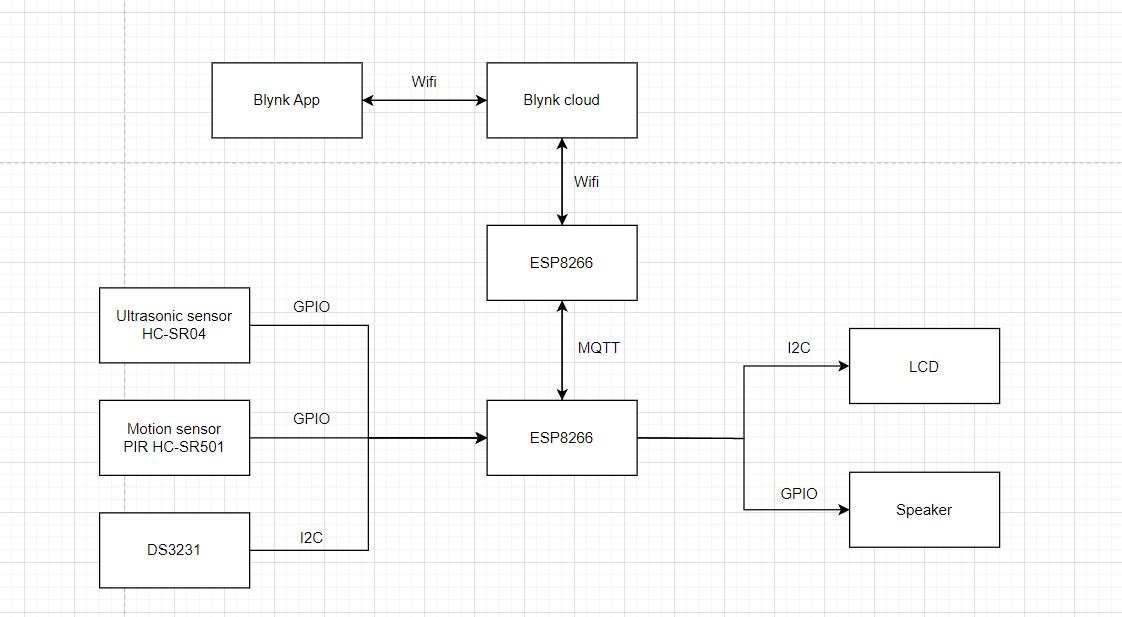 Wifi
Blynk App
Blynk cloud
Wifi
ESP8266
Ultrasonic sensor
HC-SR04
GPIO
MQTT
I2C
LCD
Motion sensor
PIR HC-SR501
GPIO
ESP8266
GPIO
Speaker
DS3231
I2C